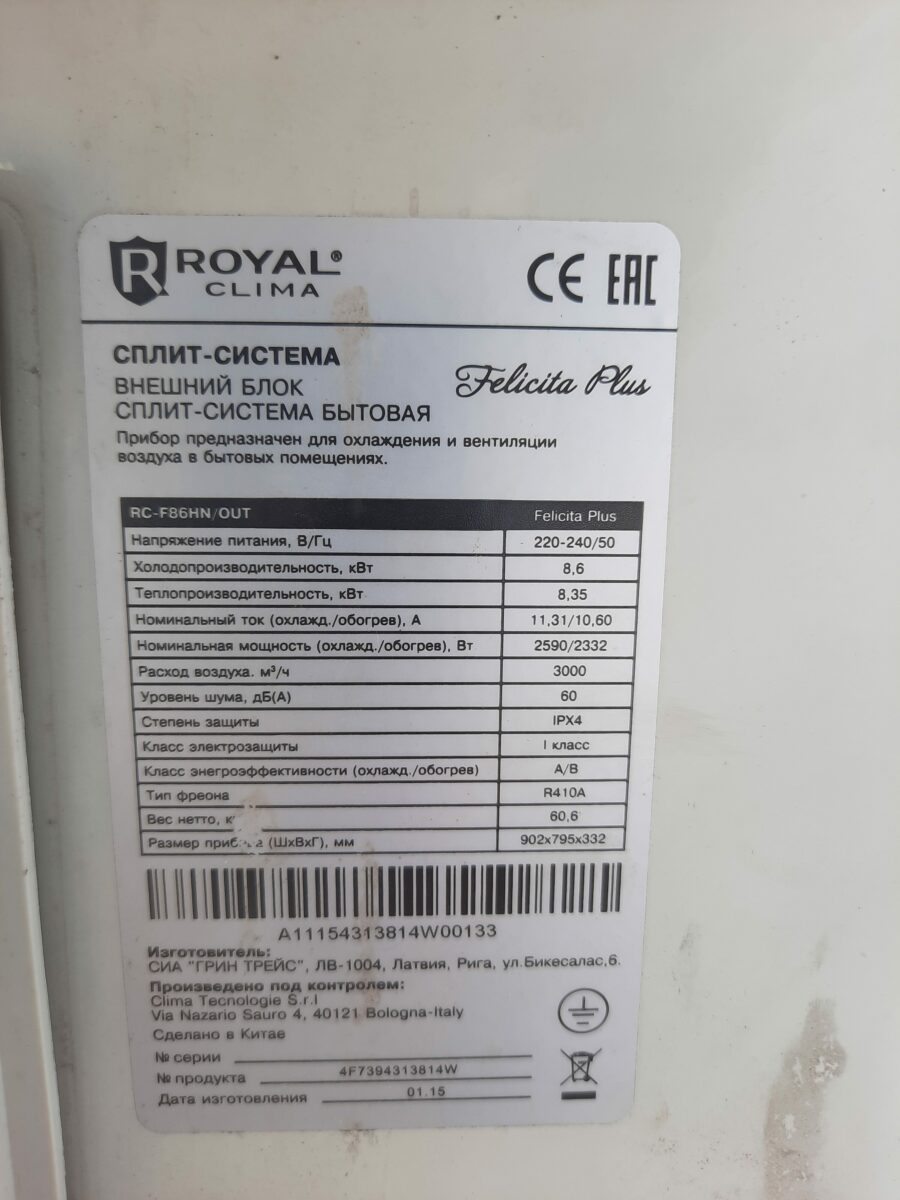 ROYAL®
CLIMA
CE EAC
СПЛИТ-СИСТЕМА
ВНЕШНИЙ БЛОК
СПЛИТ-СИСТЕМА БЫТОВАЯ
Felicita Plus
Прибор предназначен для охлаждения и вентиляции
воздуха в бытовых помещениях.
RC-F86HN/OUT Felicita Plus
Напряжение питания, В/Гц 220-240/50
Холодопроизводительность, кВт 8,6
Теплопроизводительность, кВт 8,35
Номинальный ток (охлажд./обогрев), А 11,31/10,60
Номинальная мощность (охлажд./обогрев), Вт 2590/2332
Расход воздуха. м³/ч 3000
Уровень шума, дБ(А) 60
Степень защиты IPX4
Класс электрозащиты I класс
Класс энегроэффективности (охлажд./обогрев) A/B
Тип фреона R410A
Вес нетто, 60,6
Размер (ШхВхГ), мм 902x795x332
A11154313814W00133
Изготовитель:
СИА "ГРИН ТРЕЙС", ЛВ-1004, Латвия, Рига, ул.Бикесалас,6.
Произведено под контролем:
Clima Tecnologie S.r.l
Via Nazario Sauro 4, 40121 Bologna-Italy
Сделано в Китае
№ серии
№ продукта 4F7394313814W
Дата изготовления 01.15